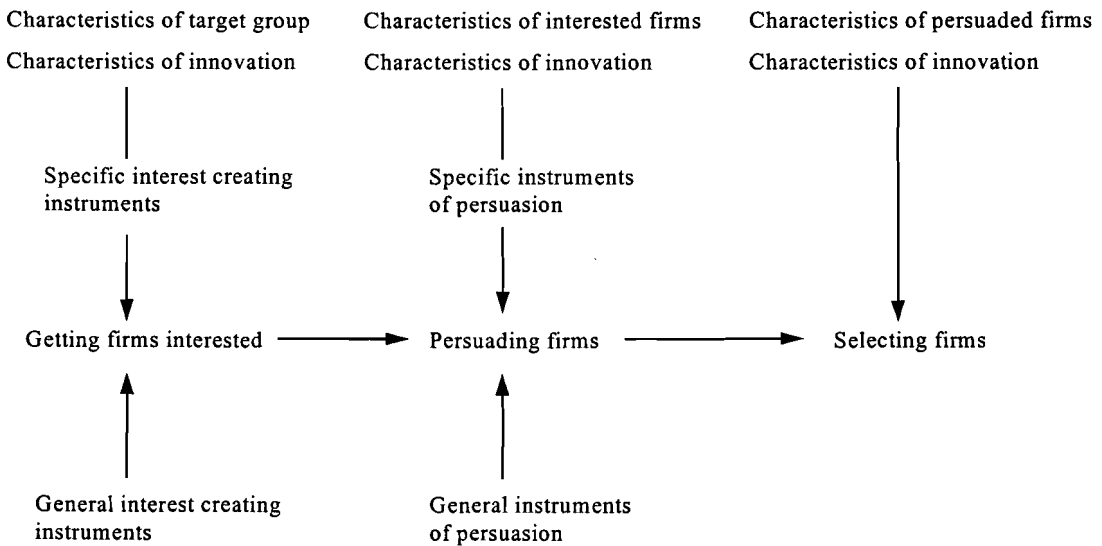 Characteristics of target group
Characteristics of interested firms
Characteristics of persuaded firms
Characteristics of innovation
Characteristics of innovation
Characteristics of innovation
Specific interest creating
instruments
Specific instruments
of persuasion
Getting firms interested
Persuading firms
Selecting firms
General interest creating
instruments
General instruments
of persuasion